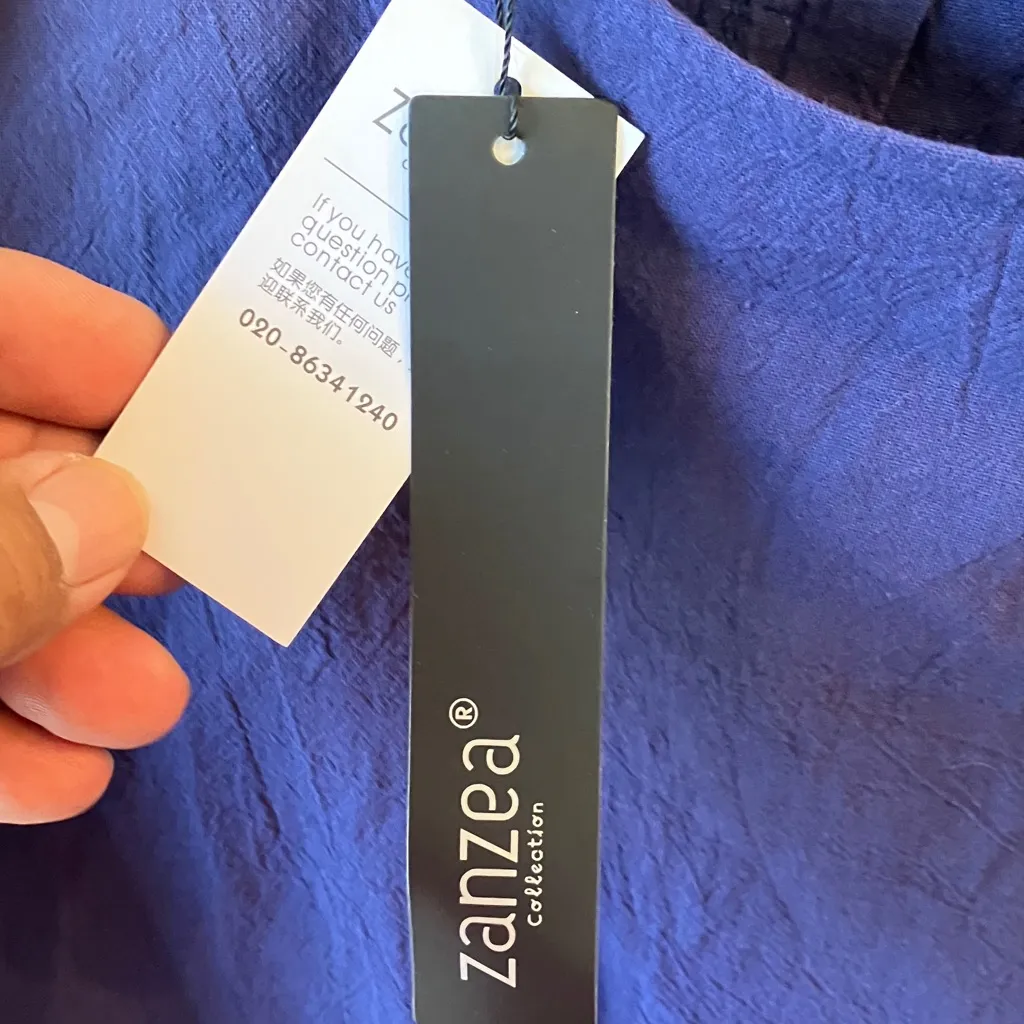 If you have
question
contact us
如果您有任何问题，
迎联系我们。
020-86341240
zanzea®
Collection